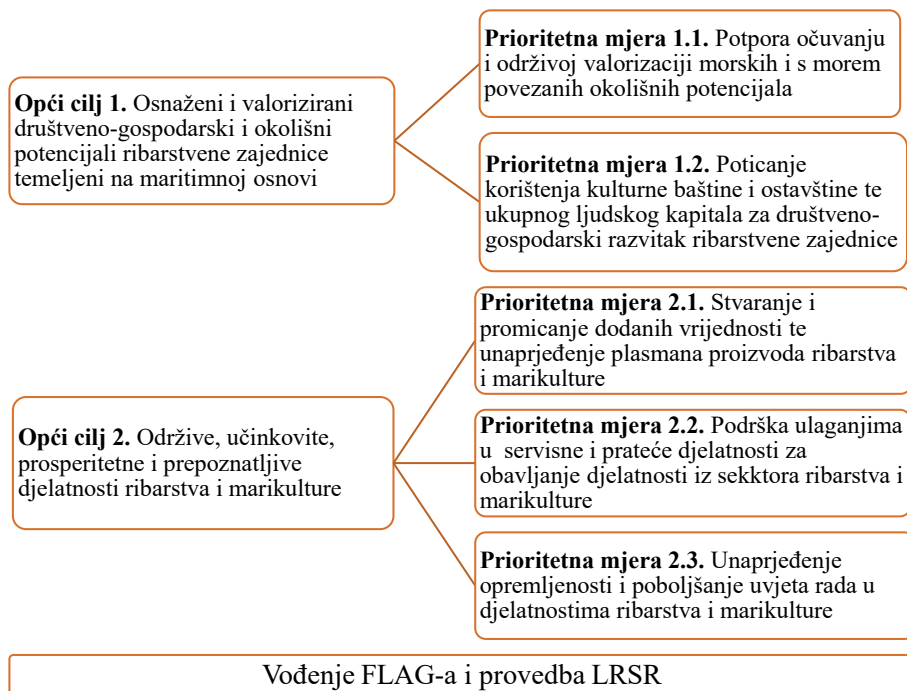 Opći cilj 1. Osnaženi i valorizirani
društveno-gospodarski i okolišni
potencijali ribarstvene zajednice
temeljeni na maritimnoj osnovi
Prioritetna mjera 1.1. Potpora očuvanju
i održivoj valorizaciji morskih i s morem
povezanih okolišnih potencijala
Prioritetna mjera 1.2. Poticanje
korištenja kulturne baštine i ostavštine te
ukupnog ljudskog kapitala za društveno-
gospodarski razvitak ribarstvene zajednice
Opći cilj 2. Održive, učinkovite,
prosperitetne i prepoznatljive
djelatnosti ribarstva i marikulture
Prioritetna mjera 2.1. Stvaranje i
promicanje dodanih vrijednosti te
unaprjeđenje plasmana proizvoda ribarstva
i marikulture
Prioritetna mjera 2.2. Podrška ulaganjima
u servisne i prateće djelatnosti za
obavljanje djelatnosti iz sekktora ribarstva i
marikulture
Prioritetna mjera 2.3. Unaprjeđenje
opremljenosti i poboljšanje uvjeta rada u
djelatnostima ribarstva i marikulture
Vođenje FLAG-a i provedba LRSR